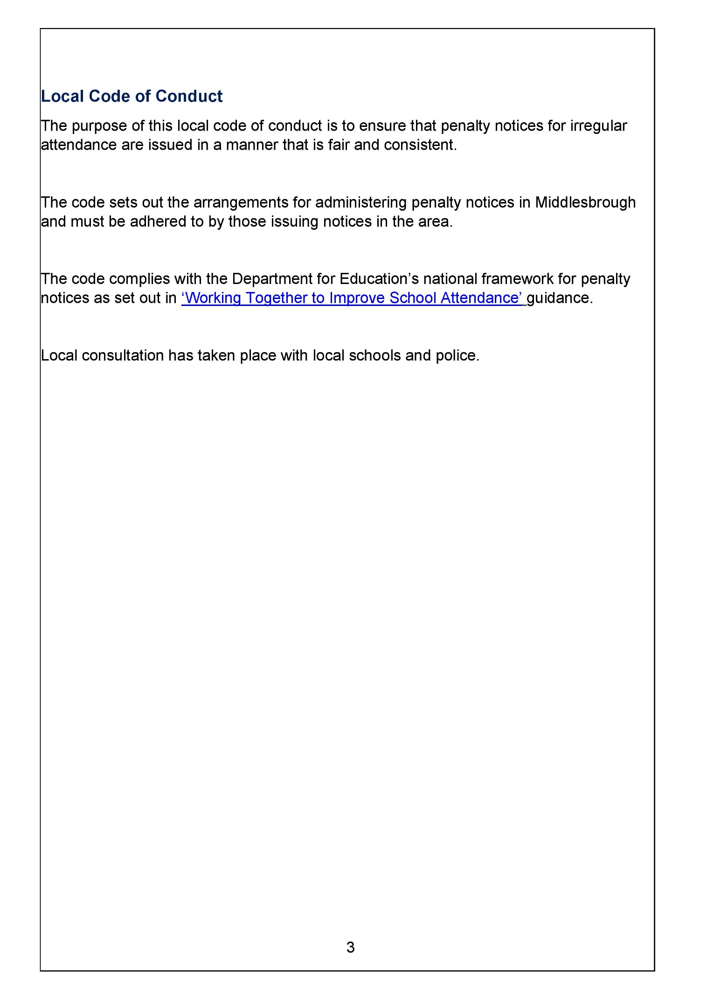 Local Code of Conduct
The purpose of this local code of conduct is to ensure that penalty notices for irregular
attendance are issued in a manner that is fair and consistent.
The code sets out the arrangements for administering penalty notices in Middlesbrough
and must be adhered to by those issuing notices in the area.
The code complies with the Department for Education’s national framework for penalty
notices as set out in ‘Working Together to Improve School Attendance’ guidance.
Local consultation has taken place with local schools and police.
3